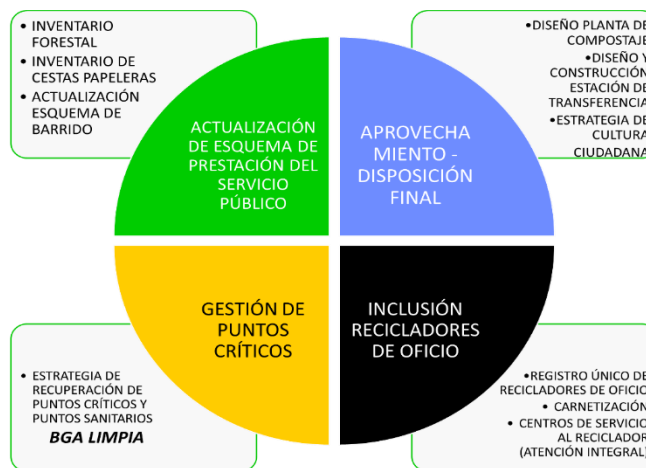 • INVENTARIO
FORESTAL
• INVENTARIO DE
CESTAS PAPELERAS
• ACTUALIZACIÓN
ESQUEMA DE
BARRIDO
ACTUALIZACIÓN
DE ESQUEMA DE
PRESTACIÓN DEL
SERVICIO
PÚBLICO
•DISEÑO PLANTA DE
COMPOSTAJE
•DISEÑO Y
CONSTRUCCIÓN
ESTACIÓN DE
TRANSFERENCIA
•ESTRATEGIA DE
CULTURA
CIUDADANA
APROVECHA
MIENTO -
DISPOSICIÓN
FINAL
GESTIÓN DE
PUNTOS
CRÍTICOS
• ESTRATEGIA DE
RECUPERACIÓN DE
PUNTOS CRÍTICOS Y
PUNTOS SANITARIOS
BGA LIMPIA
INCLUSIÓN
RECICLADORES
DE OFICIO
•REGISTRO ÚNICO DE
RECICLADORES DE OFICIO
• CARNETIZACIÓN
• CENTROS DE SERVICIO
AL RECICLADOR
(ATENCIÓN INTEGRAL)